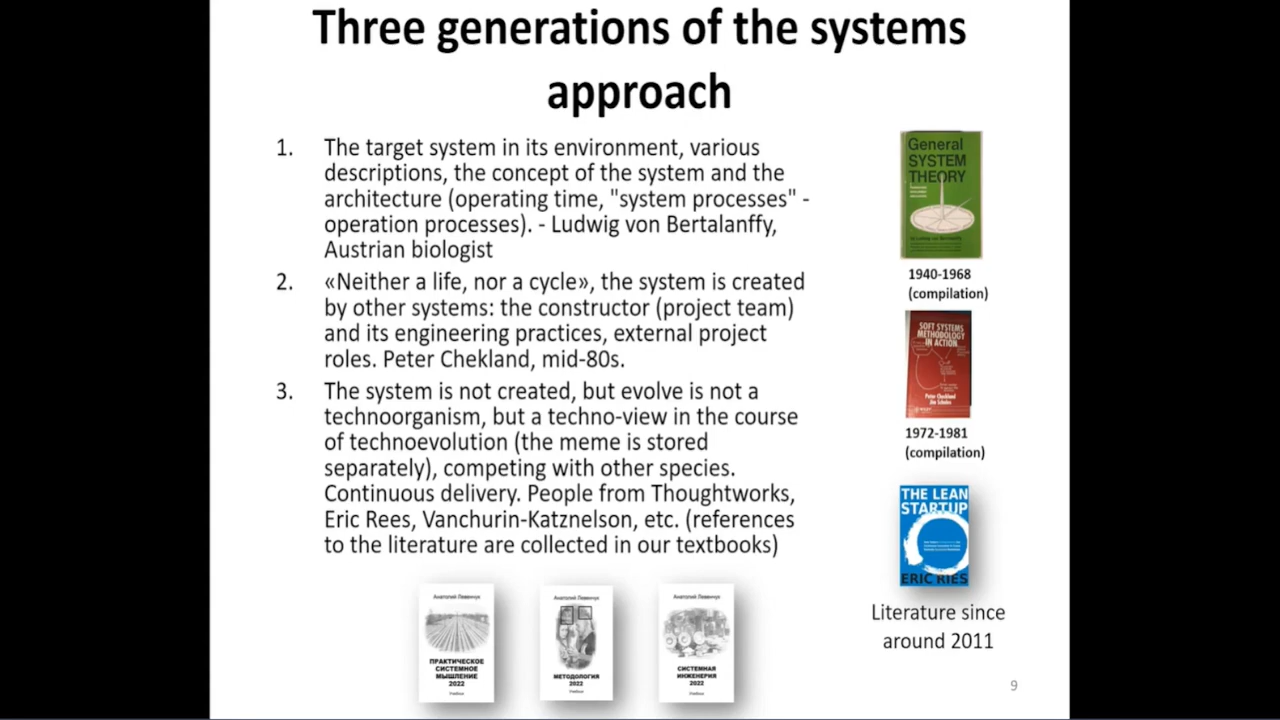 Three generations of the systems
approach
1. The target system in its environment, various
descriptions, the concept of the system and the
architecture (operating time, "system processes" -
operation processes). - Ludwig von Bertalanffy,
Austrian biologist
2. «Neither a life, nor a cycle», the system is created
by other systems: the constructor (project team)
and its engineering practices, external project
roles. Peter Chekland, mid-80s.
3. The system is not created, but evolve is not a
technoorganism, but a techno-view in the course
of technoevolution (the meme is stored
separately), competing with other species.
Continuous delivery. People from Thoughtworks,
Eric Rees, Vanchurin-Katznelson, etc. (references
to the literature are collected in our textbooks)
General
SYSTEM
THEORY
1940-1968
(compilation)
SOFT SYSTEMS
METHODOLOGY
IN ACTION
Peter Checkland
Jim Scholes
1972-1981
(compilation)
THE LEAN
STARTUP
ERIC RIES
Literature since
around 2011
Анатолий Левенчук
ПРАКТИЧЕСКОЕ
СИСТЕМНОЕ
МЫШЛЕНИЕ
2022
Учебник
Анатолий Левенчук
МЕТОДОЛОГИЯ
2022
Учебник
Анатолий Левенчук
СИСТЕМНАЯ
ИНЖЕНЕРИЯ
2022
Учебник
9